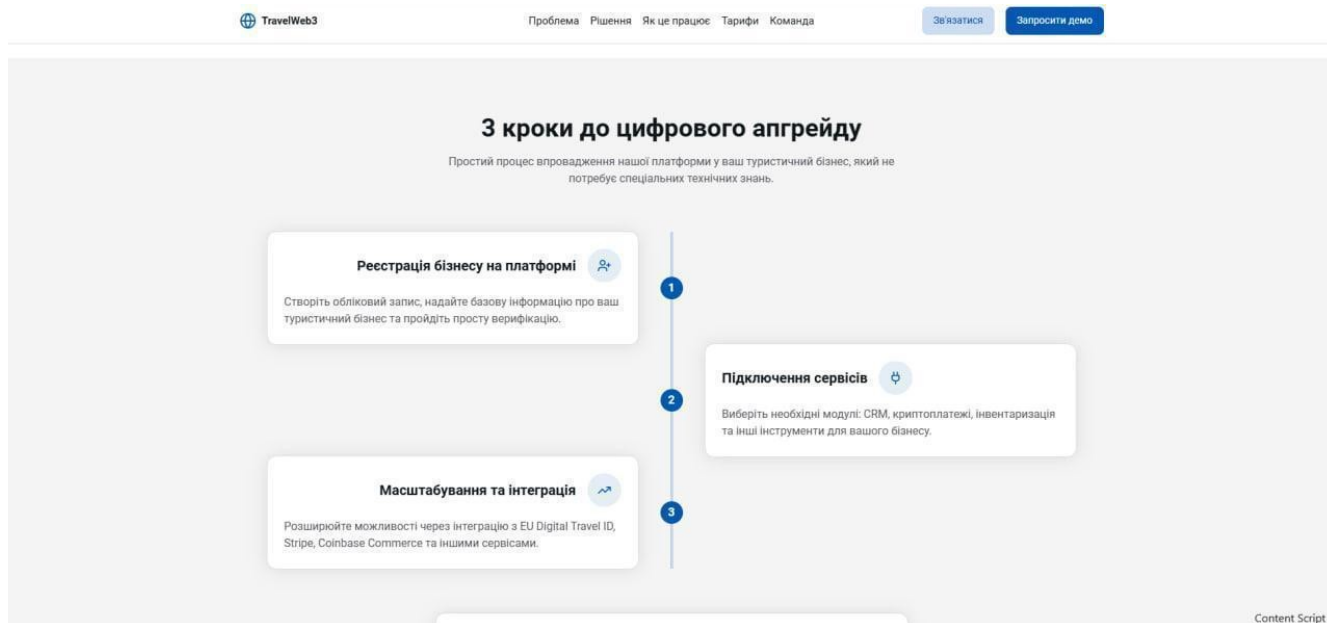 TravelWeb3
Проблема Рішення Як це працює Тарифи Команда
Зв'язатися
Запросити демо
3 кроки до цифрового апгрейду
Простий процес впровадження нашої платформи у ваш туристичний бізнес, який не
потребує спеціальних технічних знань.
Реєстрація бізнесу на платформі
Створіть обліковий запис, надайте базову інформацію про ваш
туристичний бізнес та пройдіть просту верифікацію.
1
Підключення сервісів
Виберіть необхідні модулі: CRM, криптоплатежі, інвентаризація
та інші інструменти для вашого бізнесу.
2
Масштабування та інтеграція
Розширюйте можливості через інтеграцію з EU Digital Travel ID,
Stripe, Coinbase Commerce та іншими сервісами.
3
Content Script